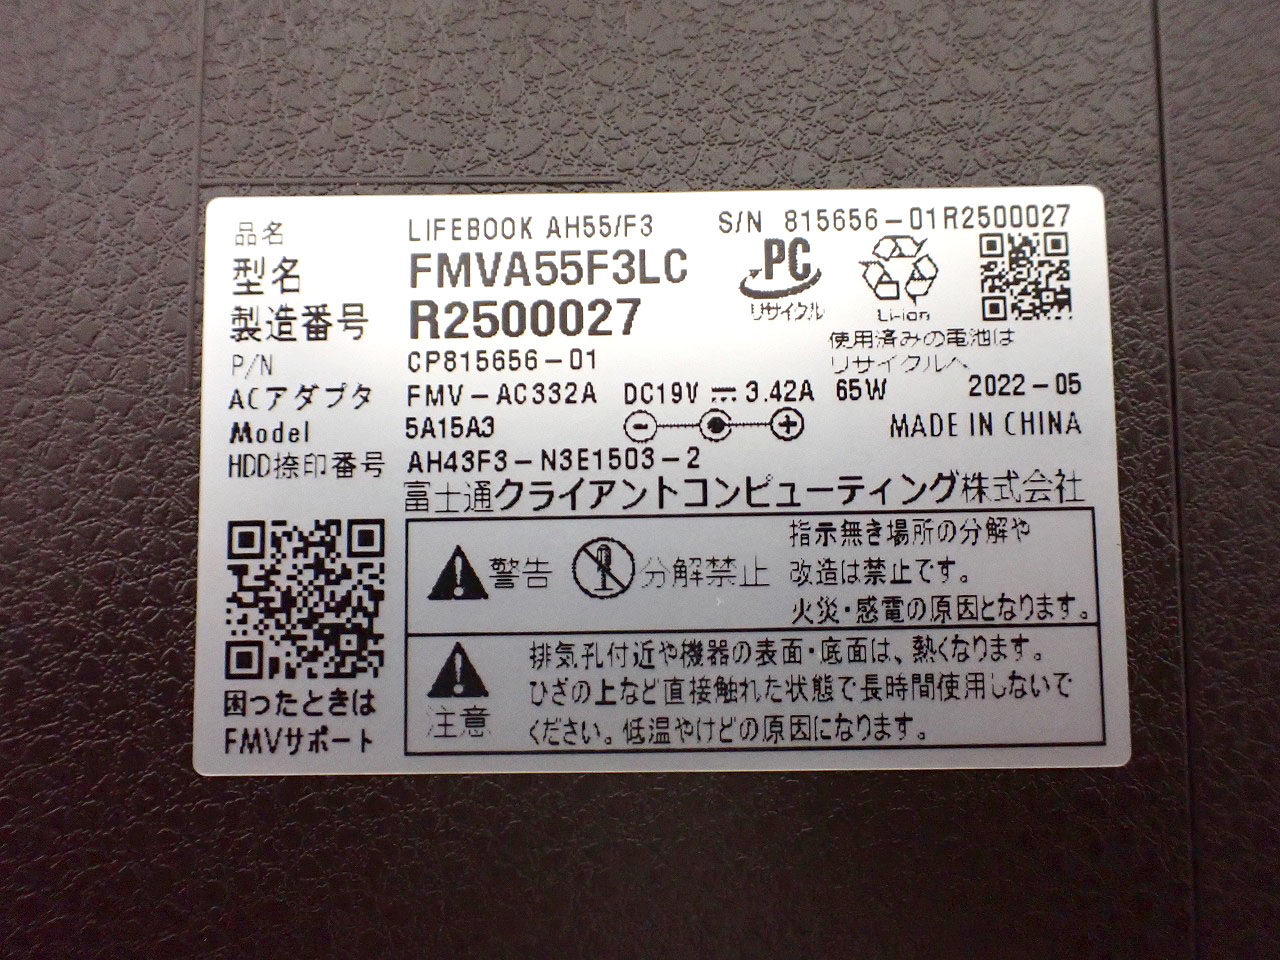 品名 LIFEBOOK AH55/F3 S/N 815656-01R2500027
型名 FMVA55F3LC
製造番号 R2500027
PC
リサイクル
Li-ion
使用済みの電池は
リサイクルへ
P/N CP815656-01
ACアダプタ FMV-AC332A DC19V ⎓ 3.42A 65W 2022-05
Model 5A15A3 MADE IN CHINA
HDD捺印番号 AH43F3-N3E1503-2
富士通クライアントコンピューティング株式会社
警告 分解禁止
指示無き場所の分解や
改造は禁止です。
火災・感電の原因となります。
注意
排気孔付近や機器の表面・底面は、熱くなります。
ひざの上など直接触れた状態で長時間使用しないで
ください。低温やけどの原因になります。
困ったときは
FMVサポート